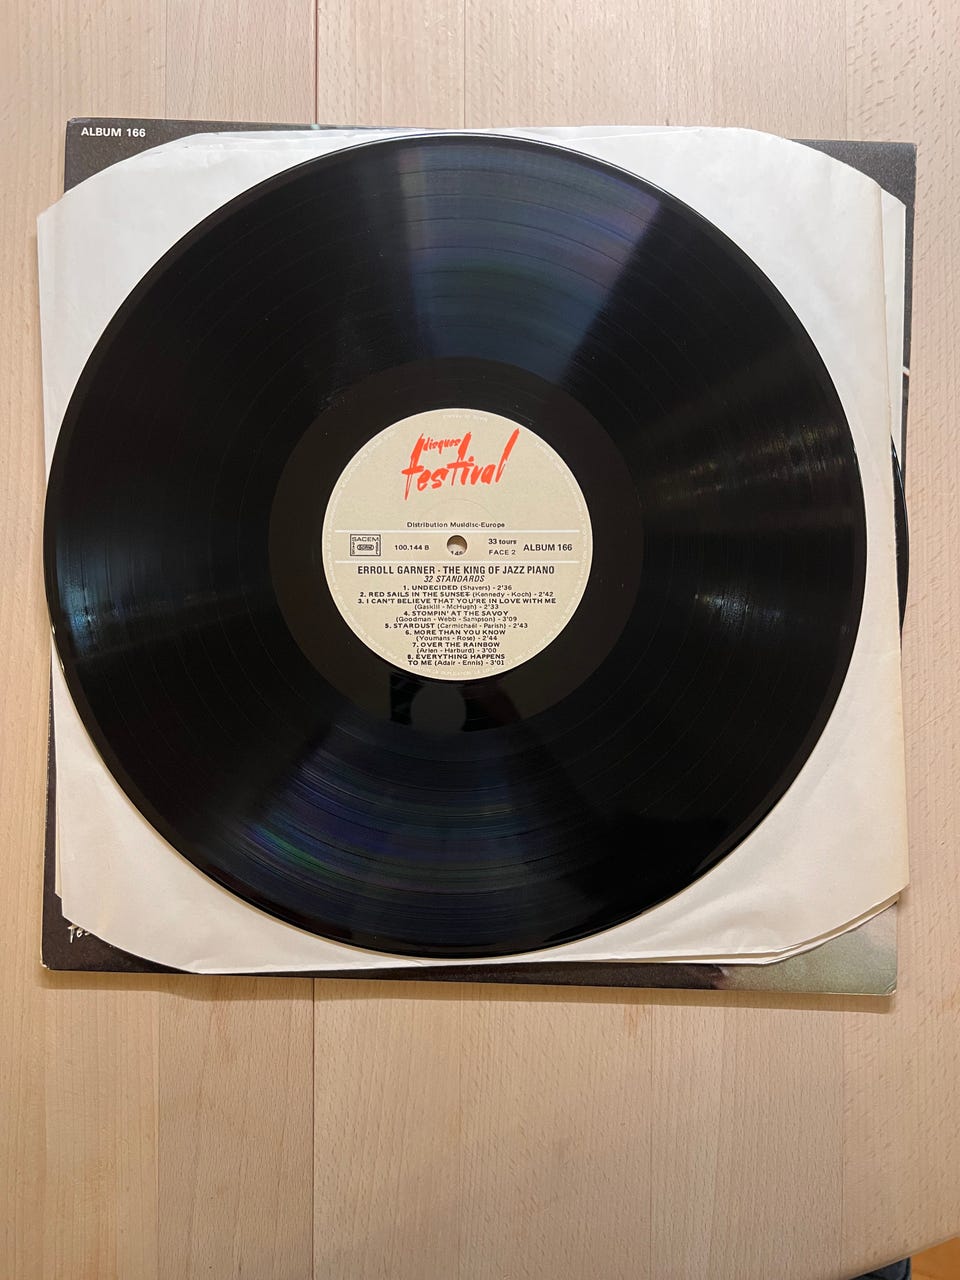 ALBUM 166
disques
festival
Distribution Musidisc-Europe
SACEM
100.144 B
33 tours
FACE 2
ALBUM 166
ERROLL GARNER - THE KING OF JAZZ PIANO
32 STANDARDS
1. UNDECIDED (Shavers) - 2'36
2. RED SAILS IN THE SUNSET (Kennedy - Koch) - 2'42
3. I CAN'T BELIEVE THAT YOU'RE IN LOVE WITH ME
(Gaskill - McHugh) - 2'33
4. STOMPIN' AT THE SAVOY
(Goodman - Webb - Sampson) - 3'09
5. STARDUST (Carmichaël - Parish) - 2'43
6. MORE THAN YOU KNOW
(Youmans - Rose) - 2'44
7. OVER THE RAINBOW
(Arlen - Harburd) - 3'00
8. EVERYTHING HAPPENS
TO ME (Adair - Ennis) - 3'01